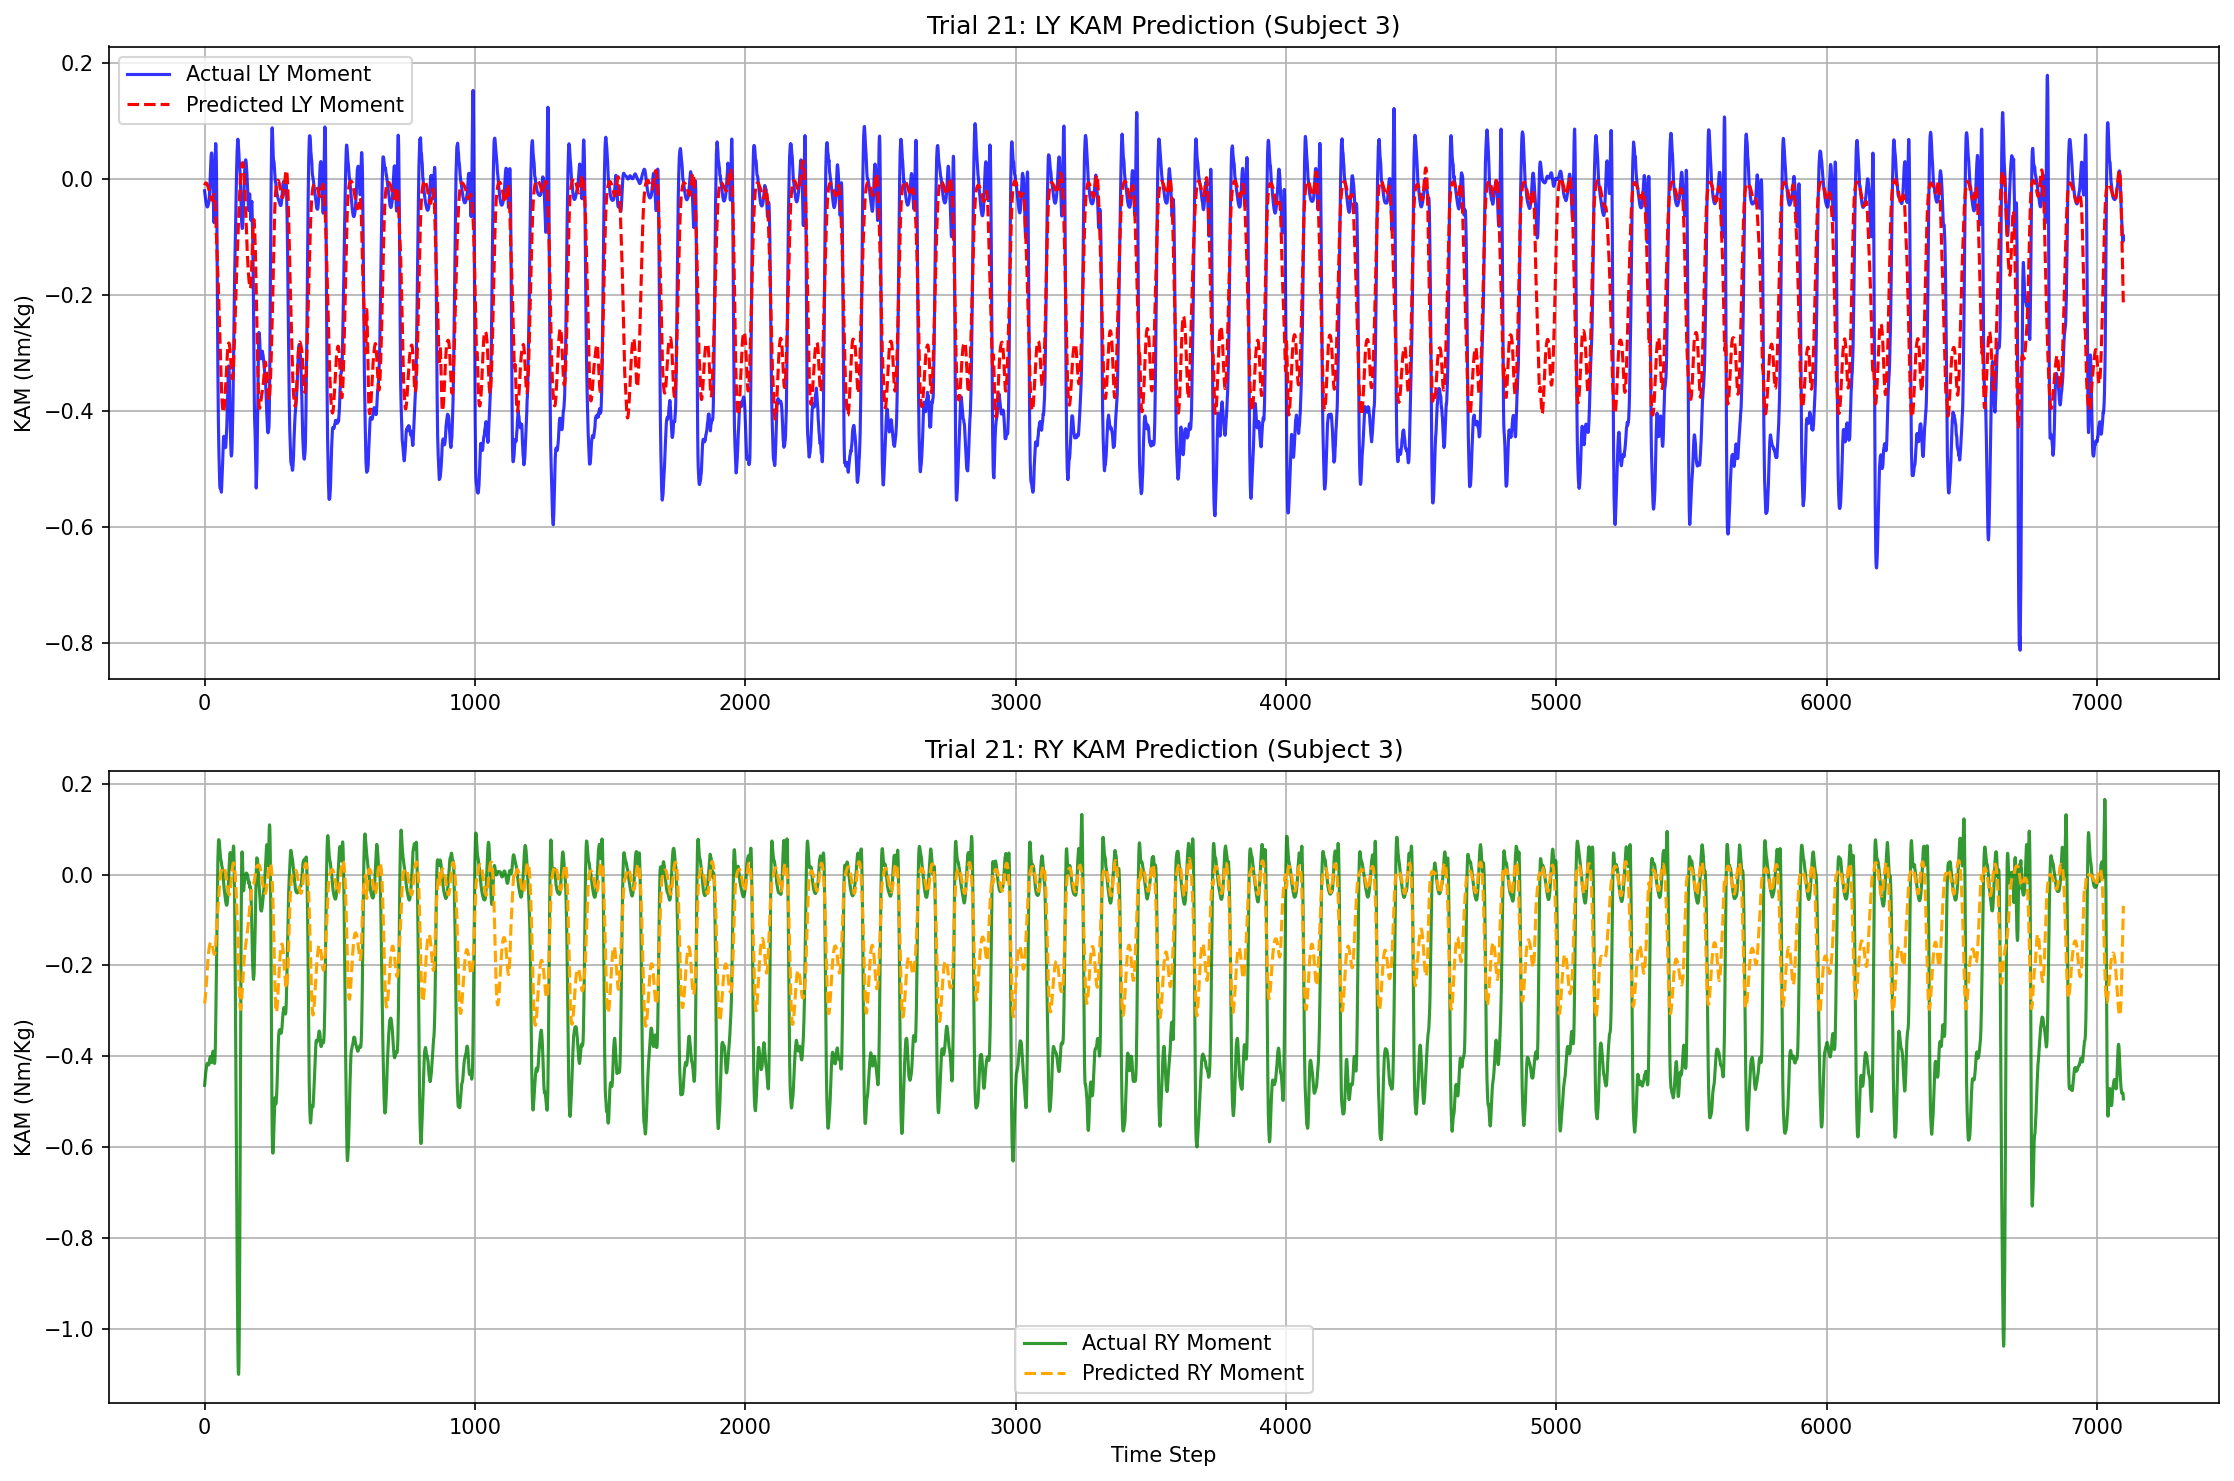 Trial 21: LY KAM Prediction (Subject 3)
Actual LY Moment
Predicted LY Moment
KAM (Nm/Kg)
0.2
0.0
−0.2
−0.4
−0.6
−0.8
0 1000 2000 3000 4000 5000 6000 7000
Trial 21: RY KAM Prediction (Subject 3)
KAM (Nm/Kg)
0.2
0.0
−0.2
−0.4
−0.6
−0.8
−1.0
Actual RY Moment
Predicted RY Moment
0 1000 2000 3000 4000 5000 6000 7000
Time Step